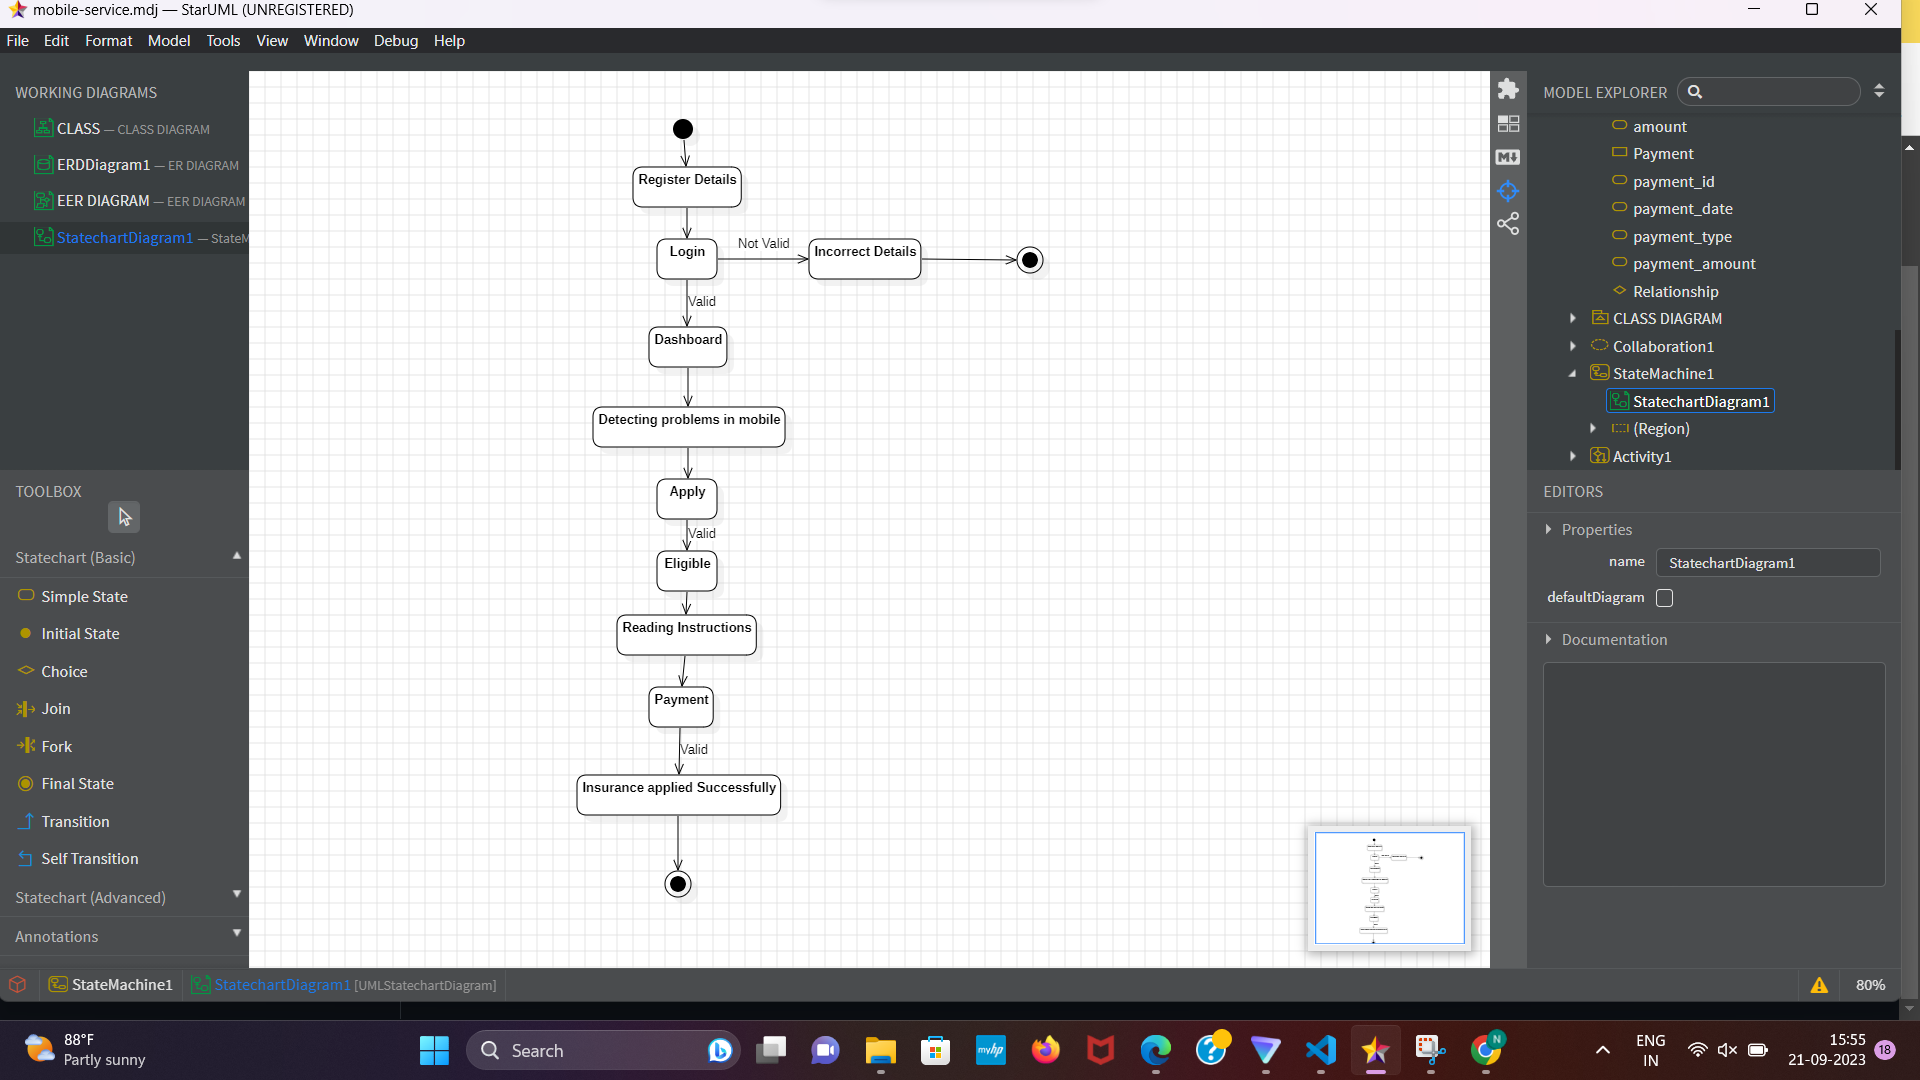 mobile-service.mdj — StarUML (UNREGISTERED)
File Edit Format Model Tools View Window Debug Help
WORKING DIAGRAMS
CLASS — CLASS DIAGRAM
ERDDiagram1 — ER DIAGRAM
EER DIAGRAM — EER DIAGRAM
StatechartDiagram1 — StateM
TOOLBOX
Statechart (Basic)
Simple State
Initial State
Choice
Join
Fork
Final State
Transition
Self Transition
Statechart (Advanced)
Annotations
Register Details
Login
Not Valid
Incorrect Details
Valid
Dashboard
Detecting problems in mobile
Apply
Valid
Eligible
Reading Instructions
Payment
Valid
Insurance applied Successfully
MODEL EXPLORER
amount
Payment
payment_id
payment_date
payment_type
payment_amount
Relationship
CLASS DIAGRAM
Collaboration1
StateMachine1
StatechartDiagram1
(Region)
Activity1
EDITORS
Properties
name StatechartDiagram1
defaultDiagram
Documentation
StateMachine1 StatechartDiagram1 [UMLStatechartDiagram]
80%
88°F
Partly sunny
Search
myhp
N
ENG
IN
15:55
21-09-2023
18